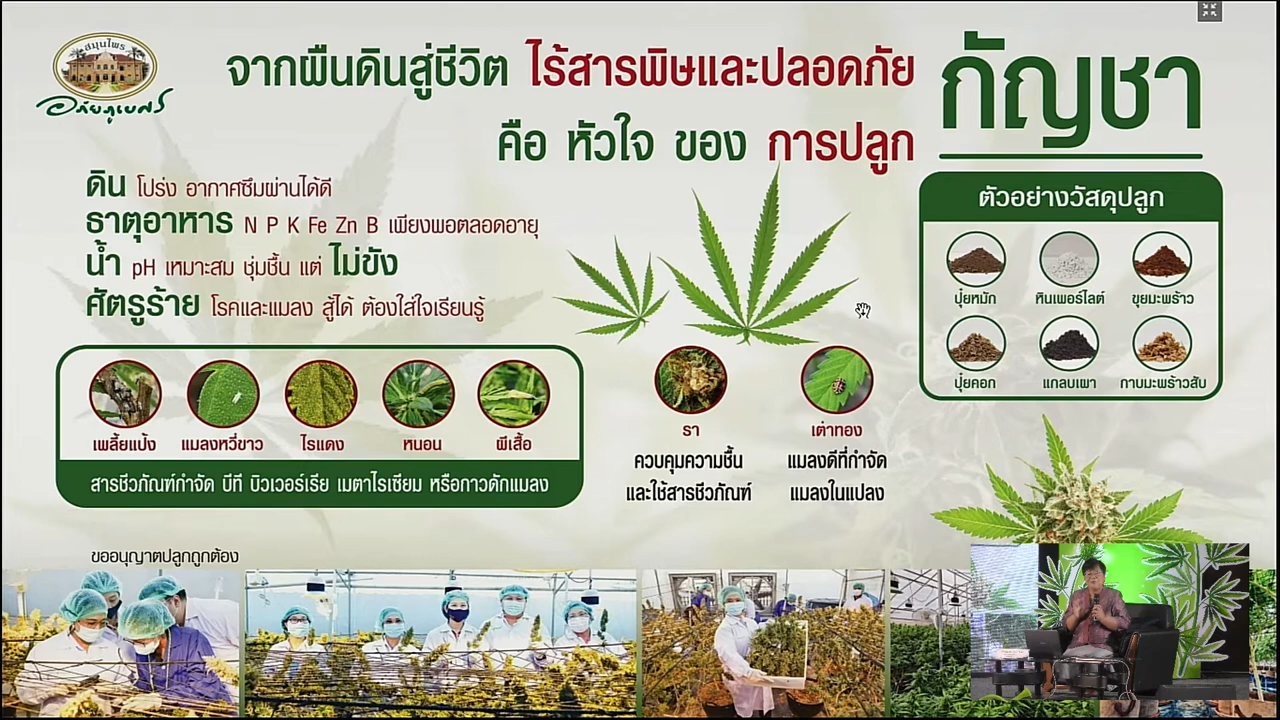 สมุนไพร
อภัยภูเบศร
จากผืนดินสู่ชีวิต ไร้สารพิษและปลอดภัย
คือ หัวใจ ของ การปลูก
กัญชา
ดิน โปร่ง อากาศซึมผ่านได้ดี
ธาตุอาหาร N P K Fe Zn B เพียงพอตลอดอายุ
น้ำ pH เหมาะสม ชุ่มชื้น แต่ ไม่ขัง
ศัตรูร้าย โรคและแมลง สู้ได้ ต้องใส่ใจเรียนรู้
ตัวอย่างวัสดุปลูก
ปุ๋ยหมัก หินเพอร์ไลต์ ขุยมะพร้าว
ปุ๋ยคอก แกลบเผา กาบมะพร้าวสับ
เพลี้ยแป้ง แมลงหวี่ขาว ไรแดง หนอน ผีเสื้อ
สารชีวภัณฑ์กำจัด บีที บิวเวอร์เรีย เมตาไรเซียม หรือกาวดักแมลง
รา
ควบคุมความชื้น
และใช้สารชีวภัณฑ์
เต่าทอง
แมลงดีที่กำจัด
แมลงในแปลง
ขออนุญาตปลูกถูกต้อง